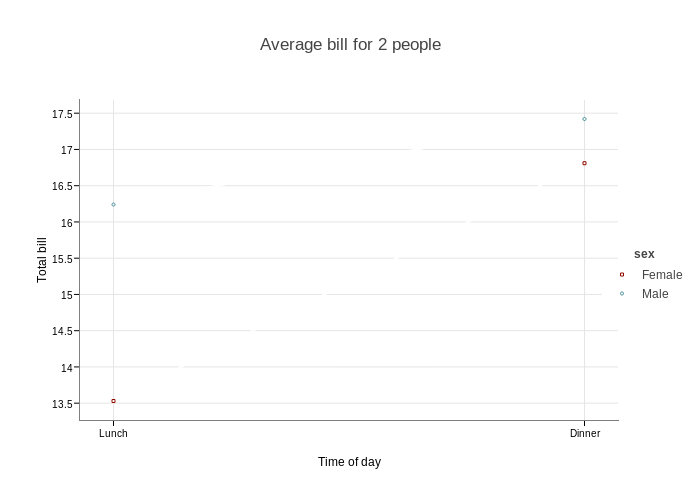 Average bill for 2 people
17.5
17
16.5
16
15.5
15
14.5
14
13.5
Total bill
Lunch
Dinner
Time of day
sex
Female
Male